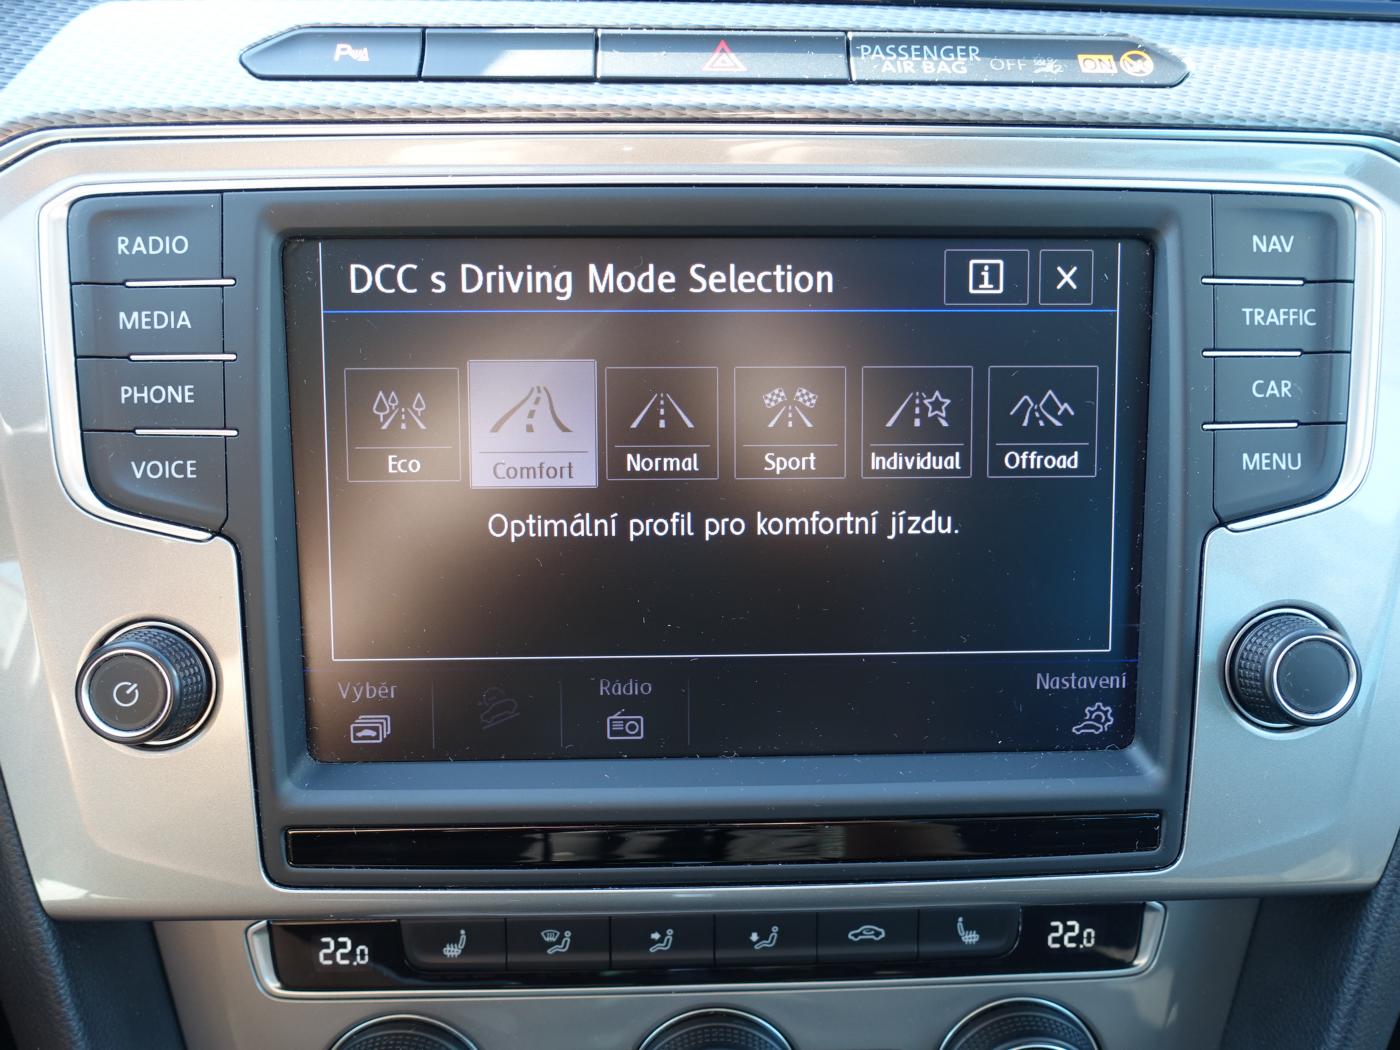 PASSENGER
AIR BAG OFF ON
RADIO
MEDIA
PHONE
VOICE
DCC s Driving Mode Selection
i X
Eco Comfort Normal Sport Individual Offroad
Optimální profil pro komfortní jízdu.
Výběr Rádio Nastavení
NAV
TRAFFIC
CAR
MENU
22.0 22.0